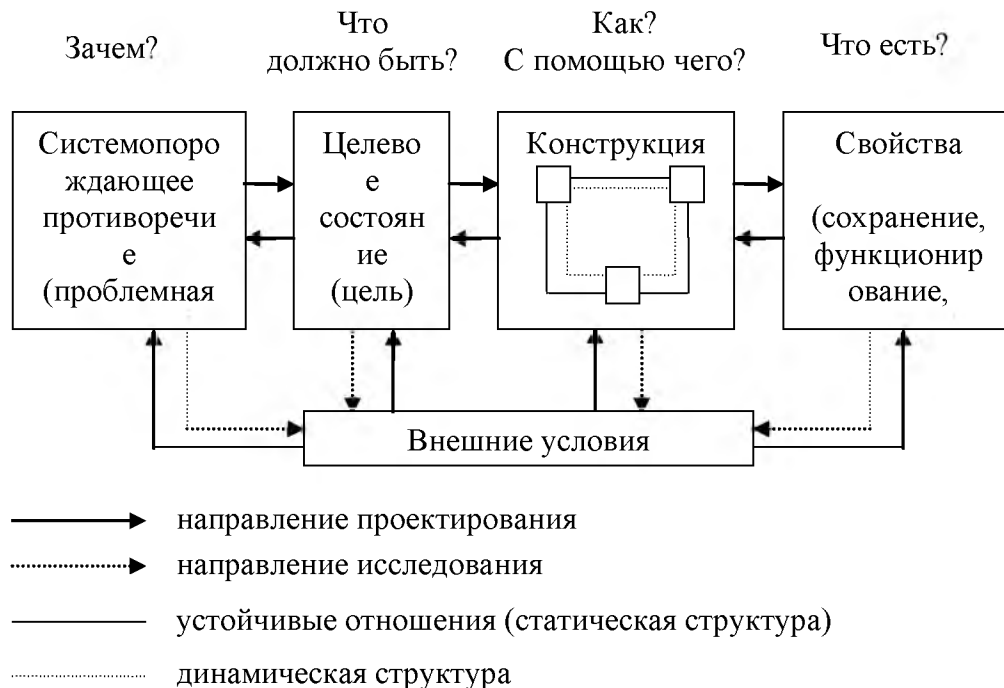 Зачем?
Что
должно быть?
Как?
С помощью чего?
Что есть?
Системопоро
ждающее
противоречи
е
(проблемная
Целево
е
состоян
ие
(цель)
Конструкция
Свойства
(сохранение,
функционир
ование,
Внешние условия
направление проектирования
направление исследования
устойчивые отношения (статическая структура)
динамическая структура